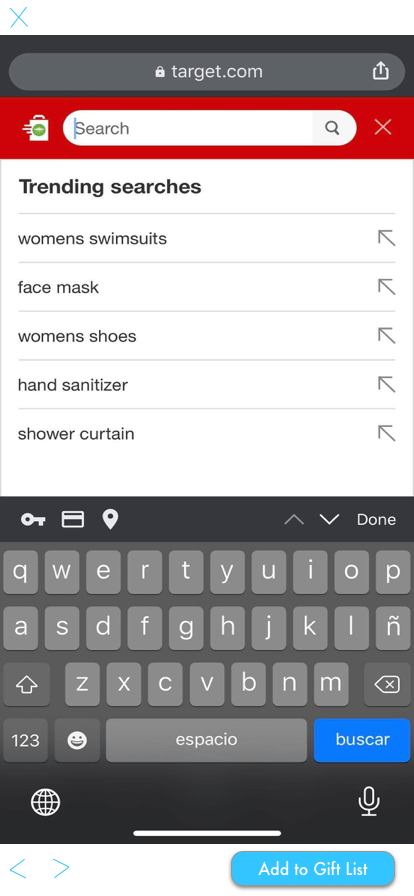 target.com
Search
Trending searches
womens swimsuits
face mask
womens shoes
hand sanitizer
shower curtain
Done
q w e r t y u i o p
a s d f g h j k l ñ
z x c v b n m
123 espacio buscar
Add to Gift List